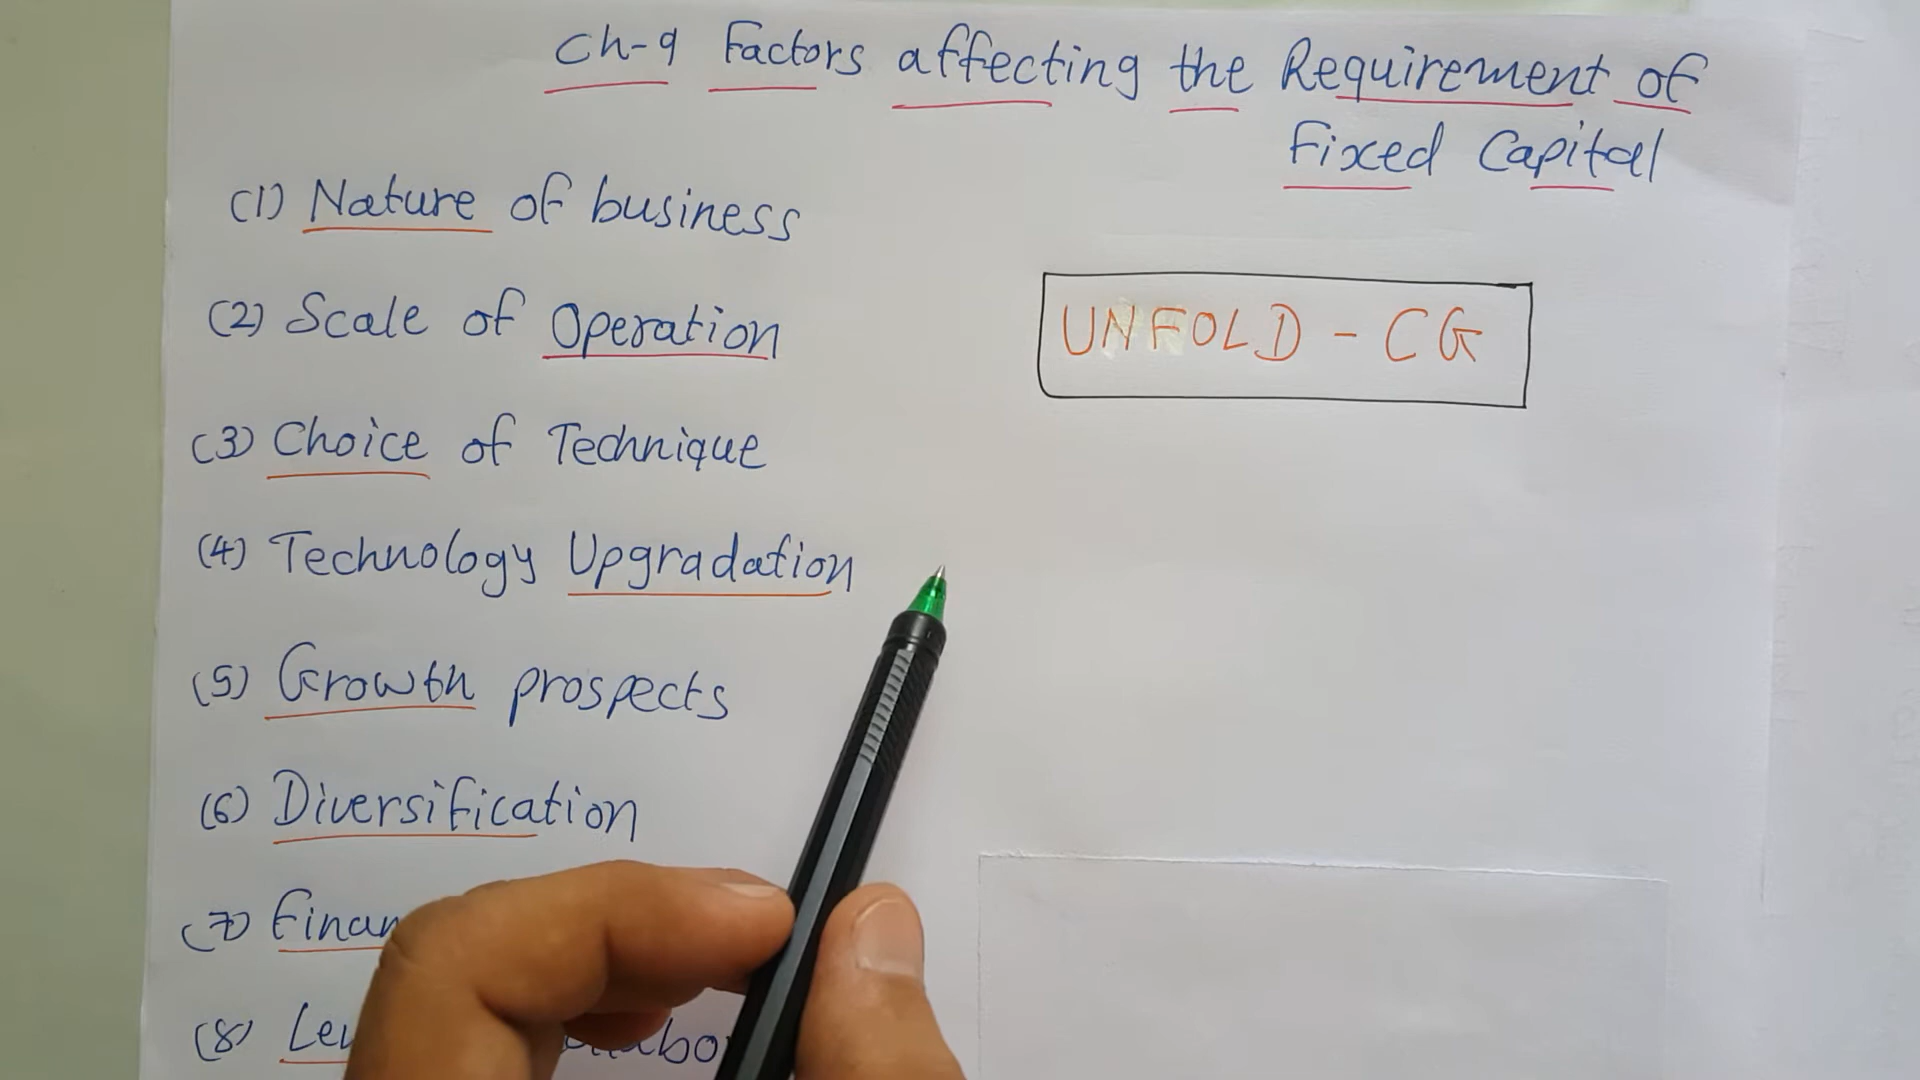 Ch-9 Factors affecting the Requirement of
Fixed Capital
(1) Nature of business
(2) Scale of Operation
(3) Choice of Technique
(4) Technology Upgradation
(5) Growth prospects
(6) Diversification
(7)
(8)
UNFOLD - CG